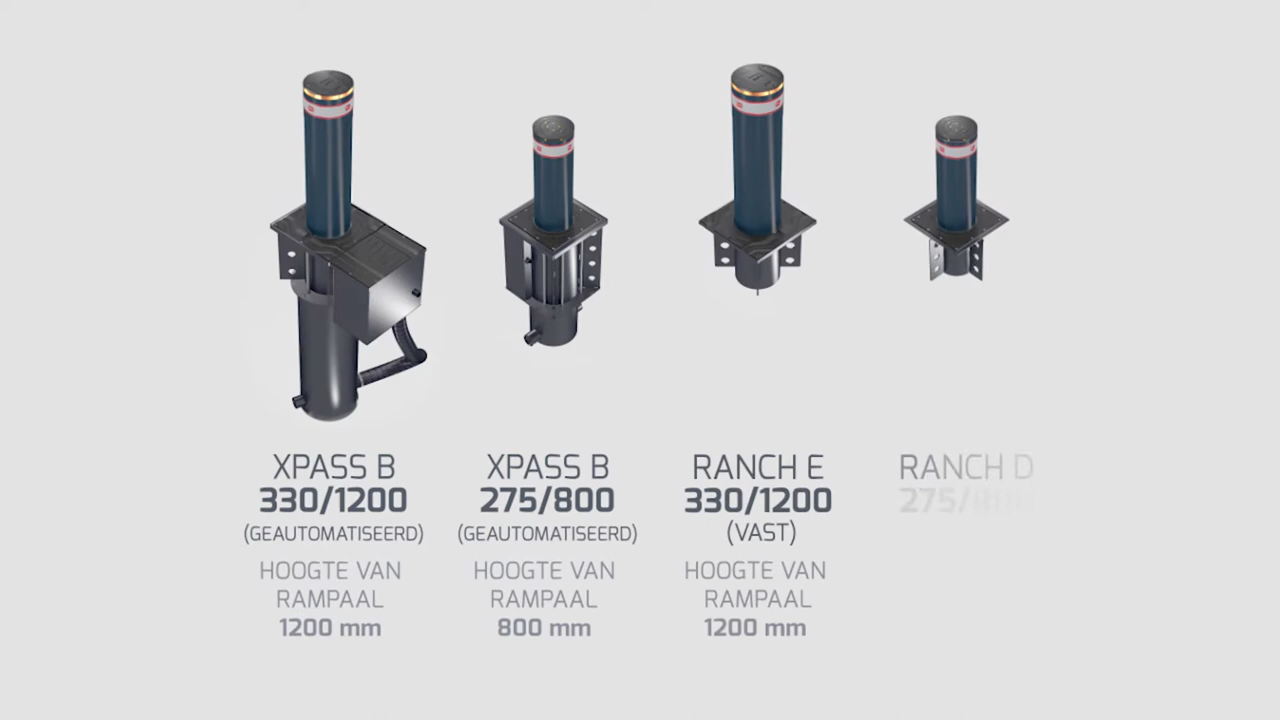 XPASS B
330/1200
(GEAUTOMATISEERD)
HOOGTE VAN
RAMPAAL
1200 mm
XPASS B
275/800
(GEAUTOMATISEERD)
HOOGTE VAN
RAMPAAL
800 mm
RANCH E
330/1200
(VAST)
HOOGTE VAN
RAMPAAL
1200 mm
RANCH D